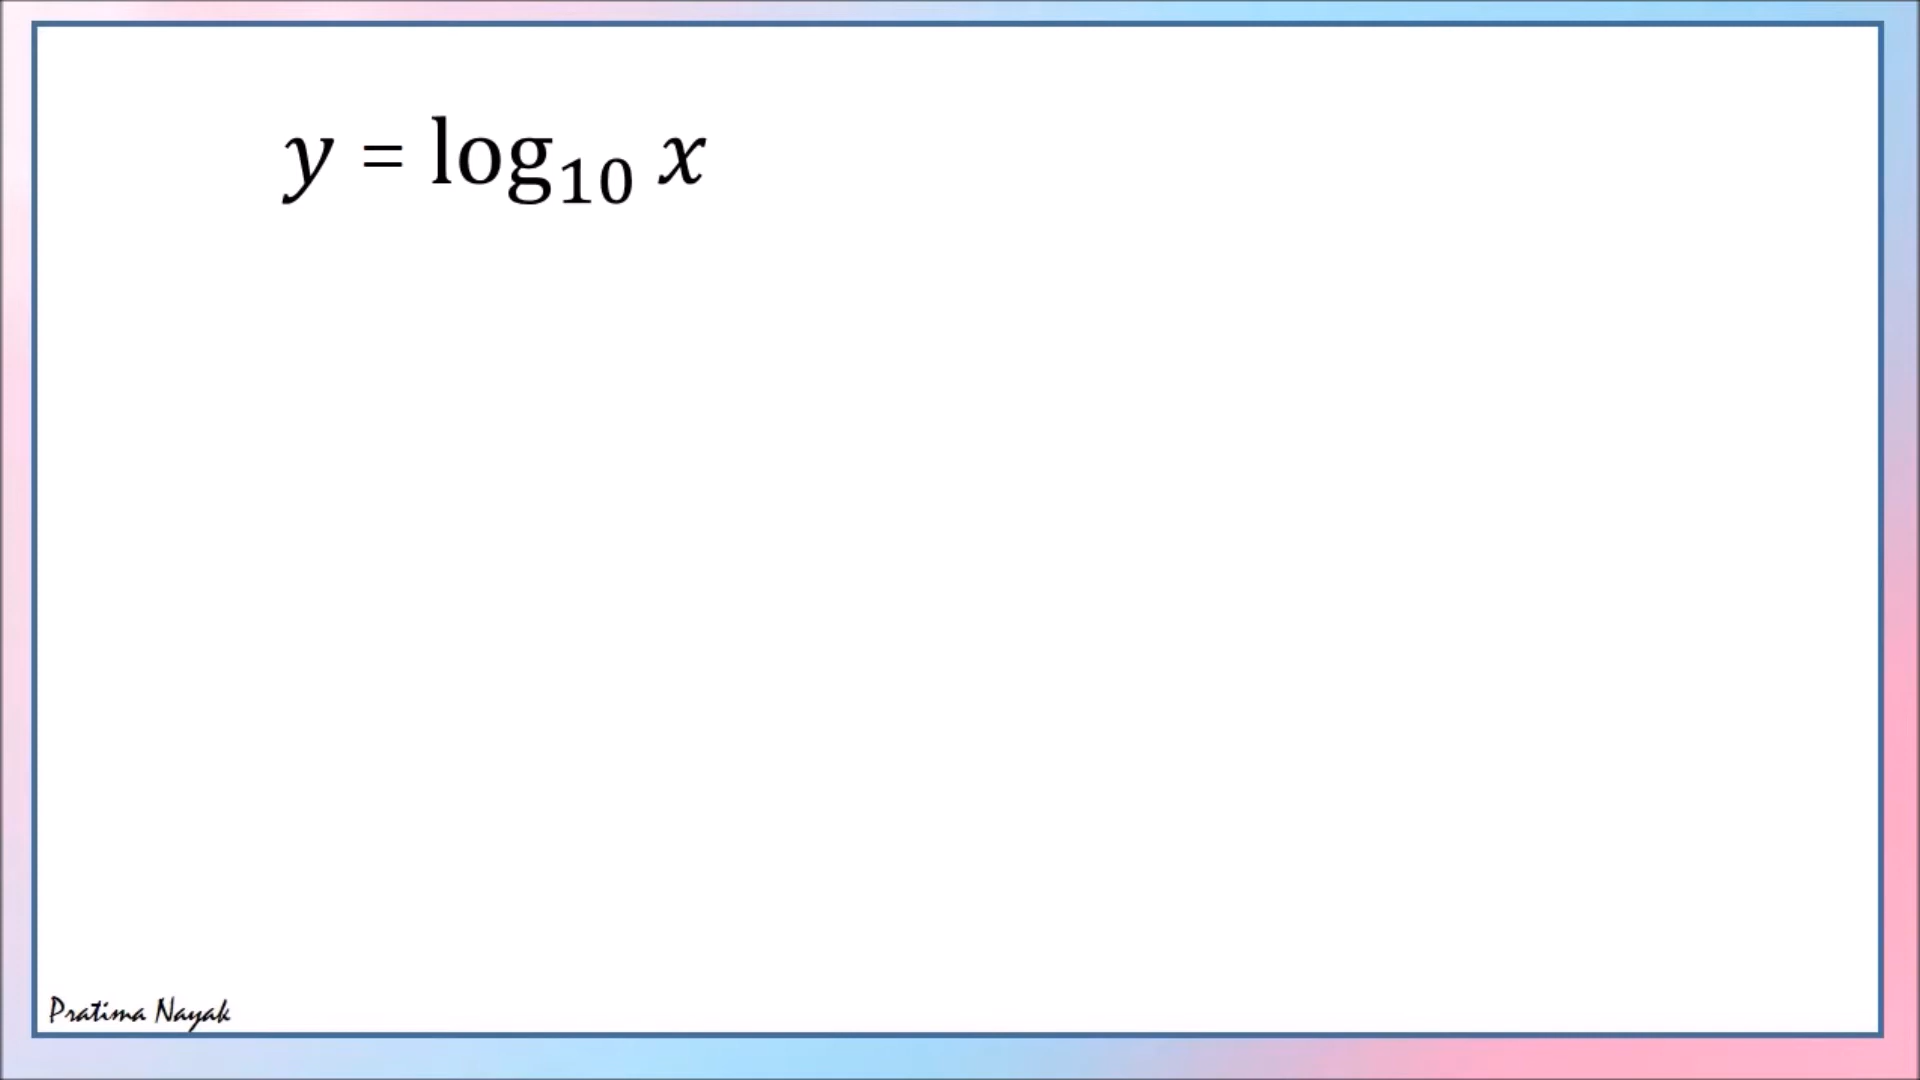 y = log₁₀ x
Pratima Nayak